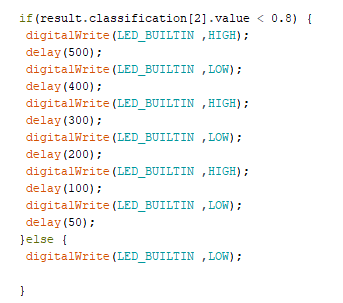 if(result.classification[2].value < 0.8) {
digitalWrite(LED_BUILTIN ,HIGH);
delay(500);
digitalWrite(LED_BUILTIN ,LOW);
delay(400);
digitalWrite(LED_BUILTIN ,HIGH);
delay(300);
digitalWrite(LED_BUILTIN ,LOW);
delay(200);
digitalWrite(LED_BUILTIN ,HIGH);
delay(100);
digitalWrite(LED_BUILTIN ,LOW);
delay(50);
}else {
digitalWrite(LED_BUILTIN ,LOW);
}